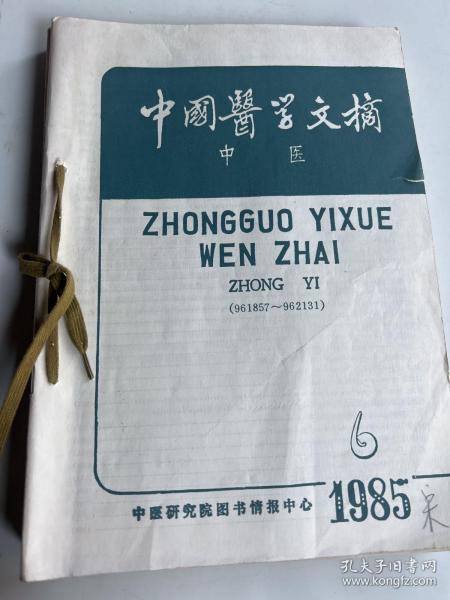 中國醫学文摘
中 医
ZHONGGUO YIXUE
WEN ZHAI
ZHONG YI
(961857～962131)
6
中医研究院图书情报中心
1985
宋
孔夫子旧书网
www.kongfz.com